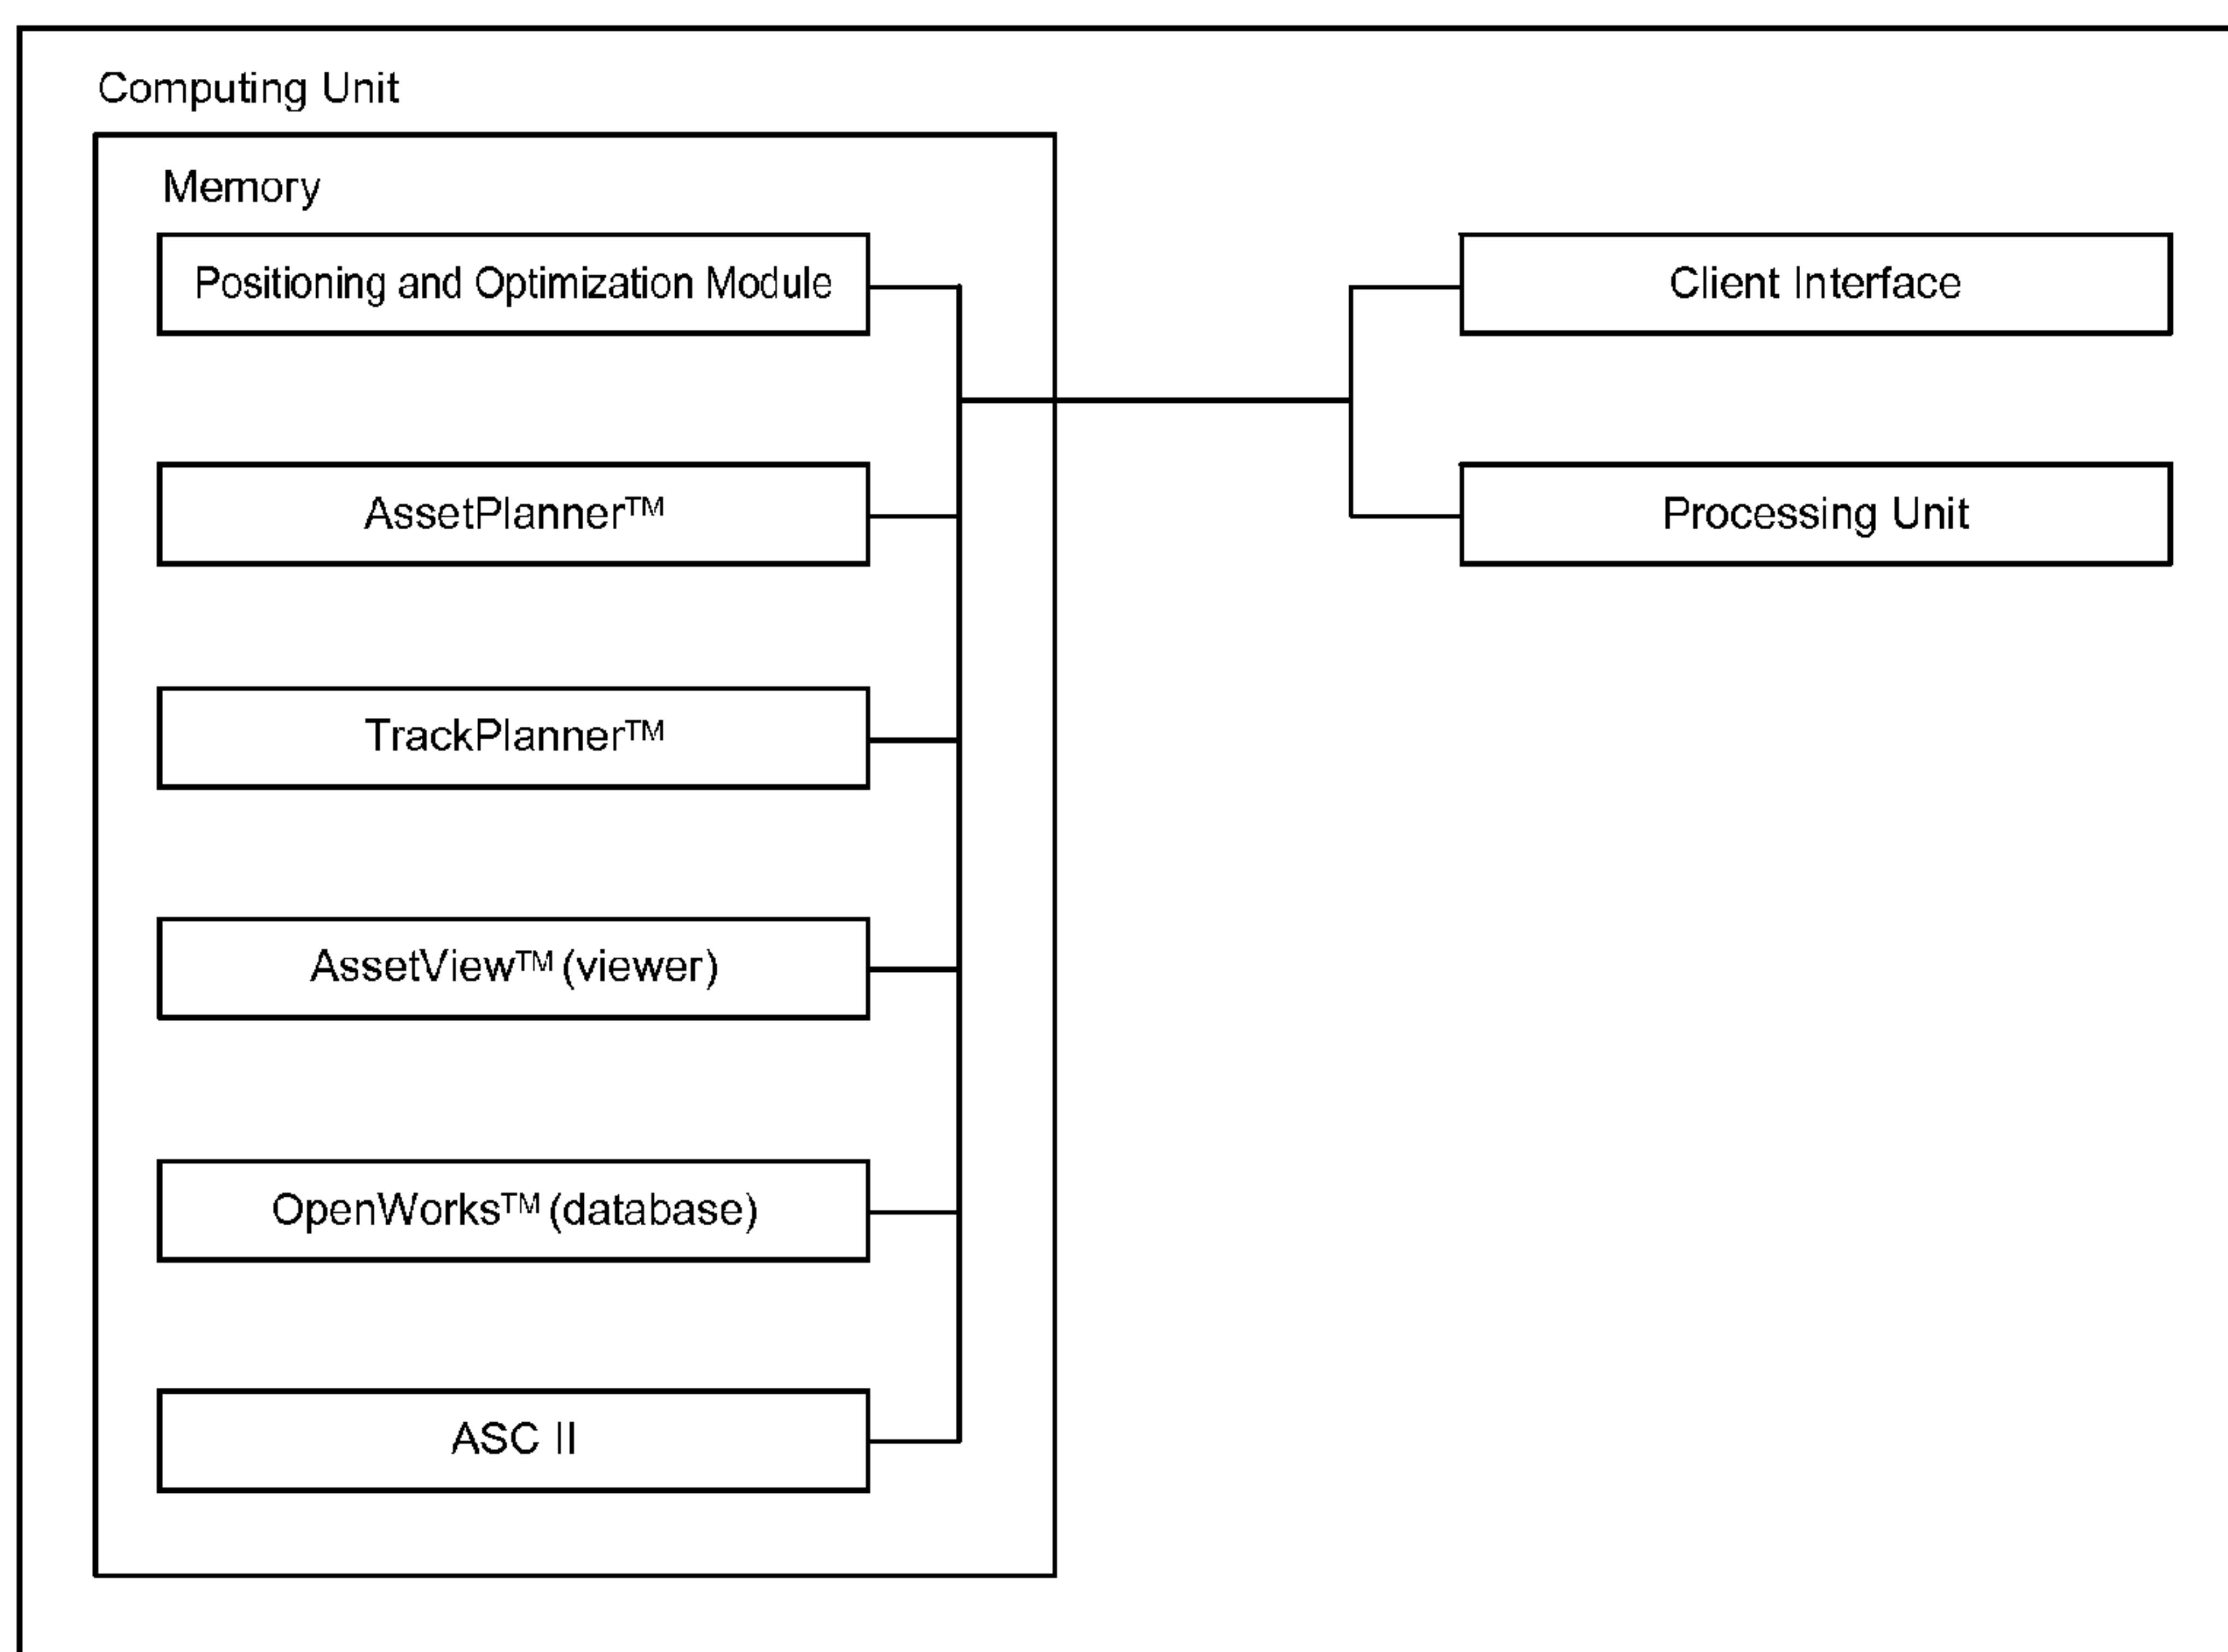 Computing Unit
Memory
Positioning and Optimization Module
Client Interface
AssetPlanner™
Processing Unit
TrackPlanner™
AssetView™ (viewer)
OpenWorks™ (database)
ASC II